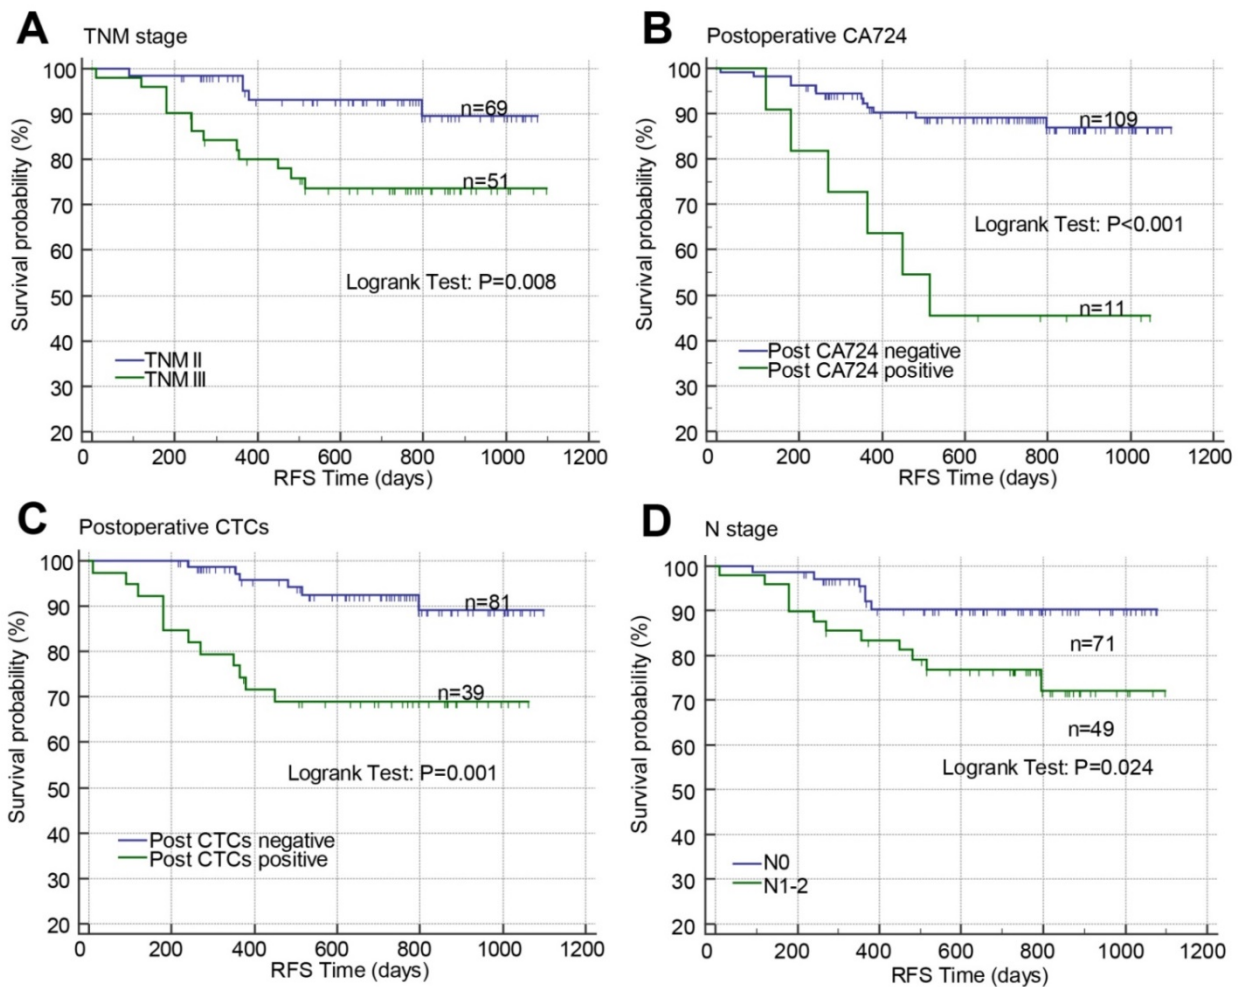 A
TNM stage
Survival probability (%)
100
90
80
70
60
50
40
30
20
n=69
n=51
Logrank Test: P=0.008
TNM II
TNM III
0 200 400 600 800 1000 1200
RFS Time (days)
B
Postoperative CA724
Survival probability (%)
100
90
80
70
60
50
40
30
20
n=109
Logrank Test: P<0.001
n=11
Post CA724 negative
Post CA724 positive
0 200 400 600 800 1000 1200
RFS Time (days)
C
Postoperative CTCs
Survival probability (%)
100
90
80
70
60
50
40
30
20
n=81
n=39
Logrank Test: P=0.001
Post CTCs negative
Post CTCs positive
0 200 400 600 800 1000 1200
RFS Time (days)
D
N stage
Survival probability (%)
100
90
80
70
60
50
40
30
20
n=71
n=49
Logrank Test: P=0.024
N0
N1-2
0 200 400 600 800 1000 1200
RFS Time (days)